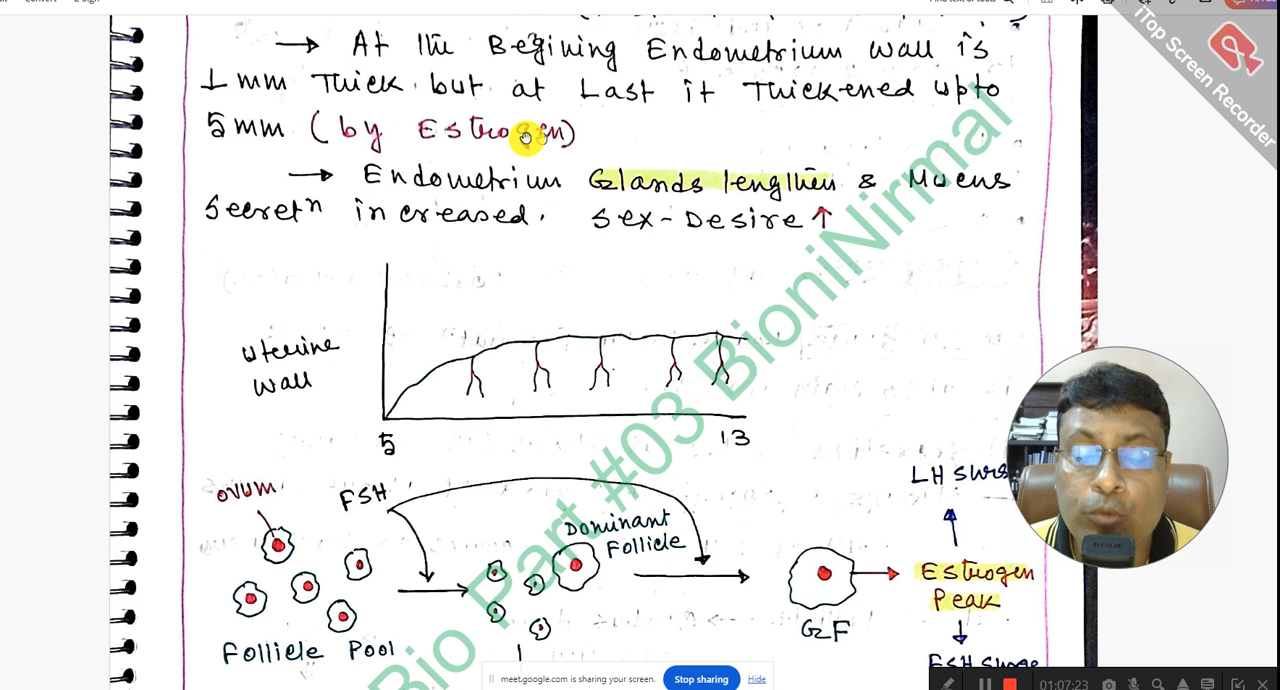 → At the Begining Endometrium wall is
1mm Thick but at Last it Thickened upto
5mm (by Estrogen)
→ Endometrium Glands lengthen & Mucus
Secretn increased. Sex-Desire ↑
uterine
wall
5
13
OVUM
FSH
Dominant
Follicle
LH surg
Estrogen
Peak
GF
Follicle Pool
FSH surge
Bio Part #03 BioniNirmal
iTop Screen Recorder
meet.google.com is sharing your screen.
Stop sharing
Hide
01:07:23